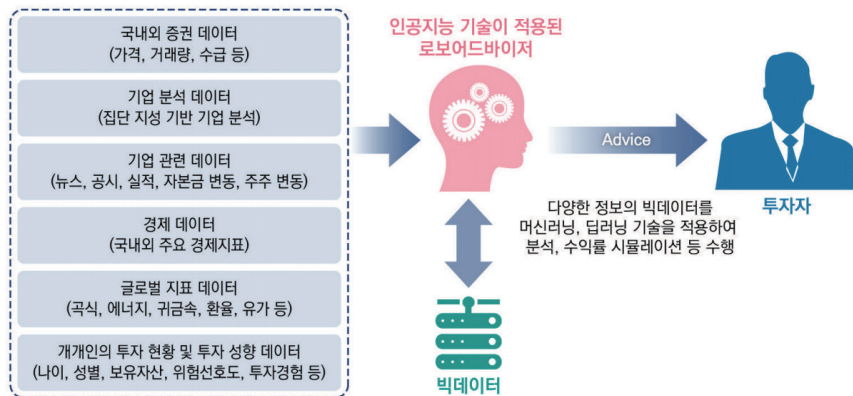 국내외 증권 데이터
(가격, 거래량, 수급 등)
기업 분석 데이터
(집단 지성 기반 기업 분석)
기업 관련 데이터
(뉴스, 공시, 실적, 자본금 변동, 주주 변동)
경제 데이터
(국내외 주요 경제지표)
글로벌 지표 데이터
(곡식, 에너지, 귀금속, 환율, 유가 등)
개개인의 투자 현황 및 투자 성향 데이터
(나이, 성별, 보유자산, 위험선호도, 투자경험 등)
인공지능 기술이 적용된
로보어드바이저
Advice
다양한 정보의 빅데이터를
머신러닝, 딥러닝 기술을 적용하여
분석, 수익률 시뮬레이션 등 수행
투자자
빅데이터